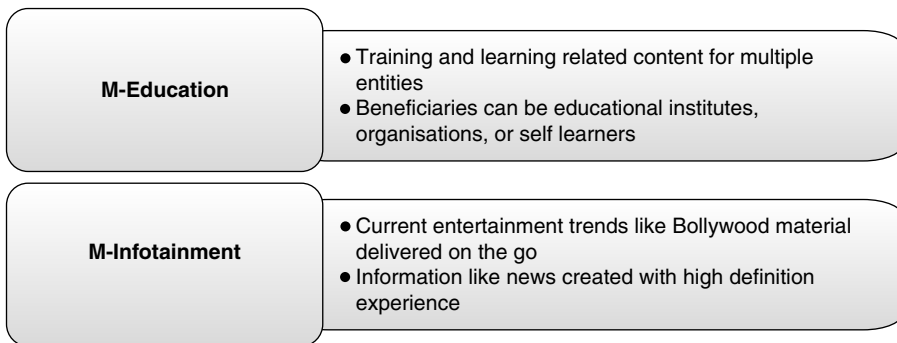 M-Education
● Training and learning related content for multiple
entities
● Beneficiaries can be educational institutes,
organisations, or self learners
M-Infotainment
● Current entertainment trends like Bollywood material
delivered on the go
● Information like news created with high definition
experience